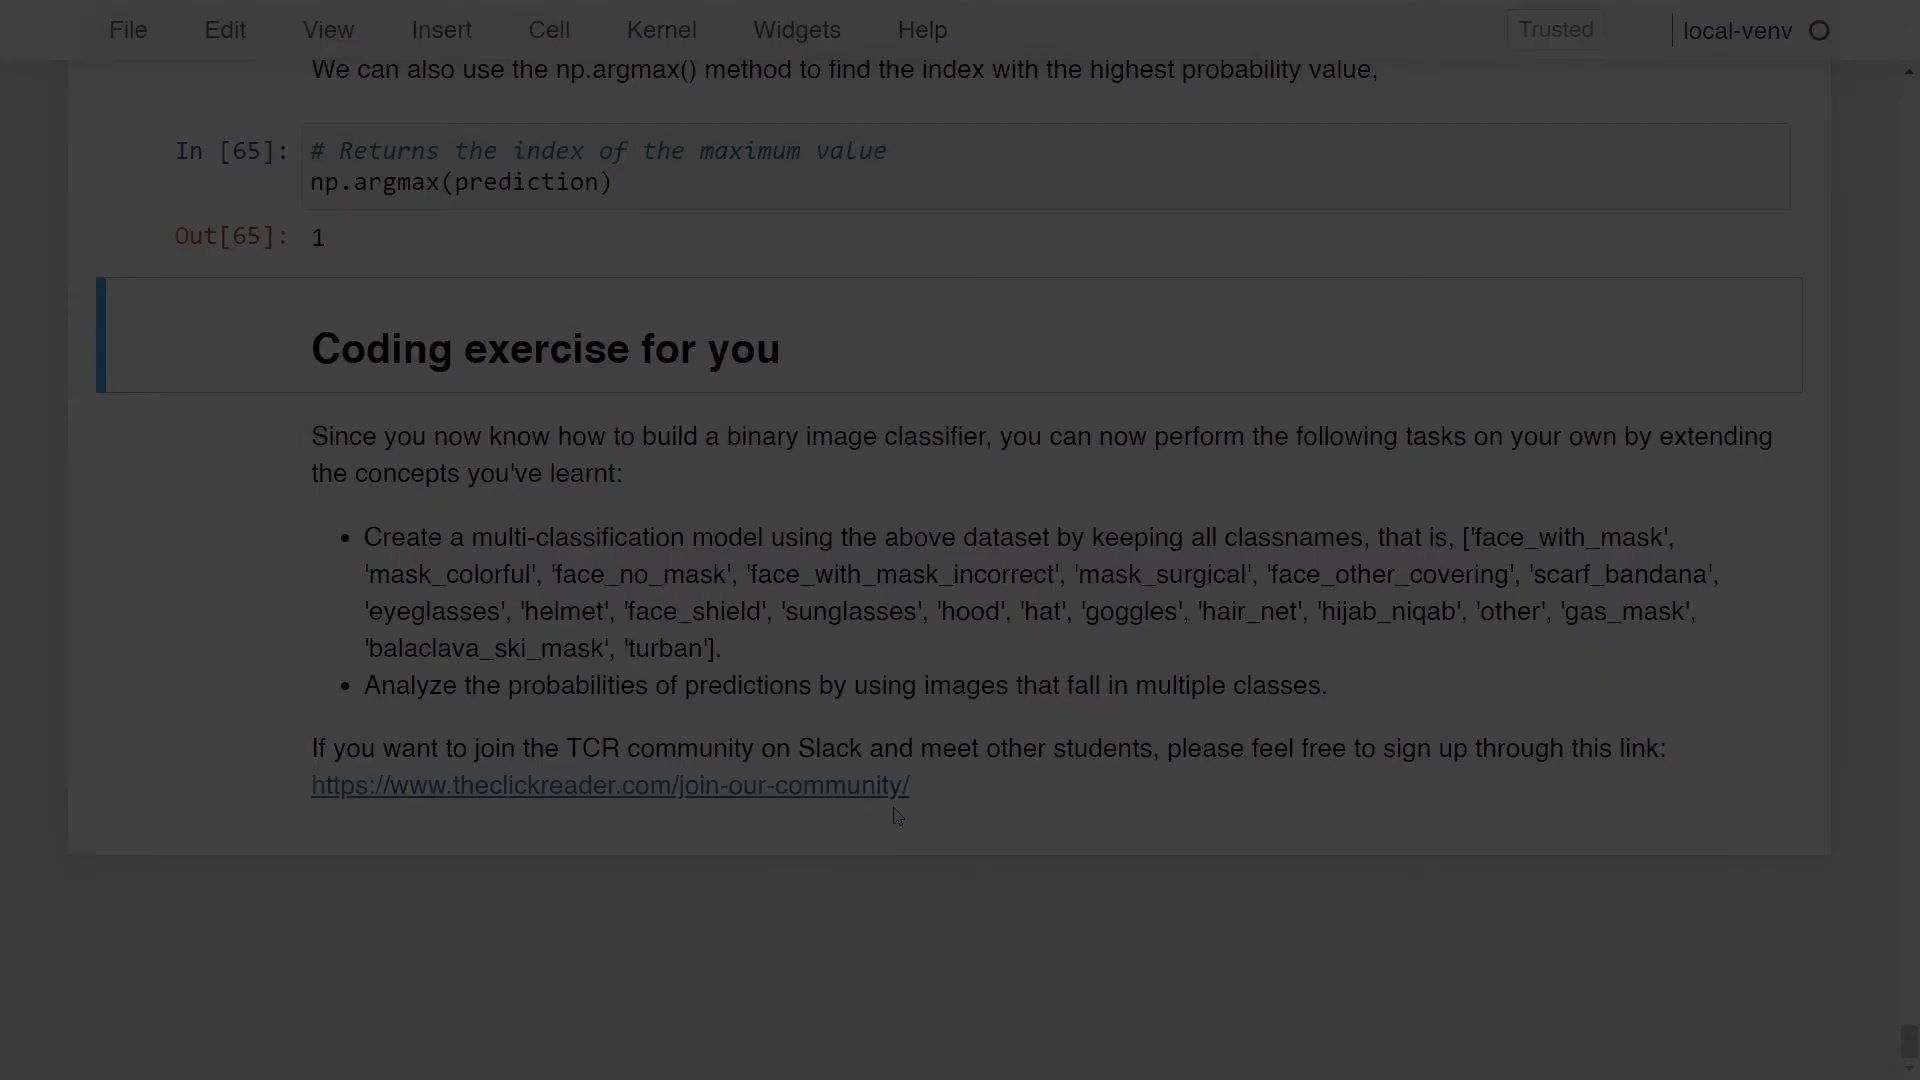 File Edit View Insert Cell Kernel Widgets Help Trusted local-venv
We can also use the np.argmax() method to find the index with the highest probability value,
In [65]: # Returns the index of the maximum value
np.argmax(prediction)
Out[65]: 1
Coding exercise for you
Since you now know how to build a binary image classifier, you can now perform the following tasks on your own by extending
the concepts you've learnt:
• Create a multi-classification model using the above dataset by keeping all classnames, that is, ['face_with_mask',
'mask_colorful', 'face_no_mask', 'face_with_mask_incorrect', 'mask_surgical', 'face_other_covering', 'scarf_bandana',
'eyeglasses', 'helmet', 'face_shield', 'sunglasses', 'hood', 'hat', 'goggles', 'hair_net', 'hijab_niqab', 'other', 'gas_mask',
'balaclava_ski_mask', 'turban'].
• Analyze the probabilities of predictions by using images that fall in multiple classes.
If you want to join the TCR community on Slack and meet other students, please feel free to sign up through this link:
https://www.theclickreader.com/join-our-community/